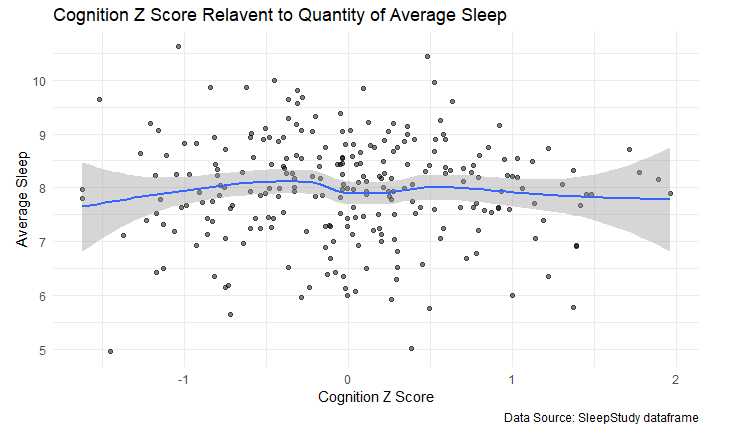 Cognition Z Score Relavent to Quantity of Average Sleep
Average Sleep
10
9
8
7
6
5
-1
0
1
2
Cognition Z Score
Data Source: SleepStudy dataframe